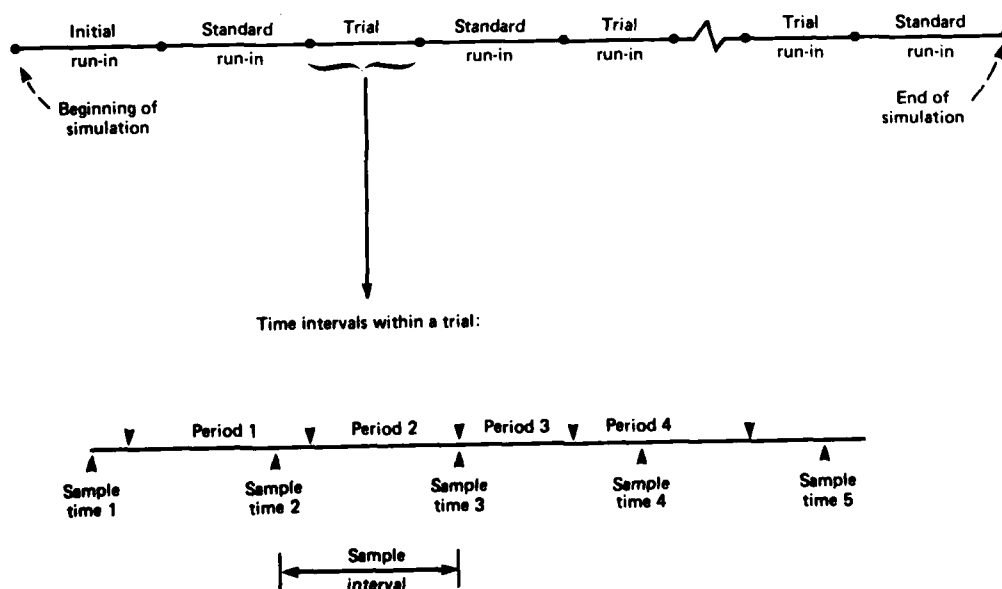 Initial Standard Trial Standard Trial Trial Standard
run-in run-in run-in run-in run-in run-in
Beginning of
simulation
End of
simulation
Time intervals within a trial:
Period 1 Period 2 Period 3 Period 4
Sample Sample Sample Sample Sample
time 1 time 2 time 3 time 4 time 5
Sample
interval